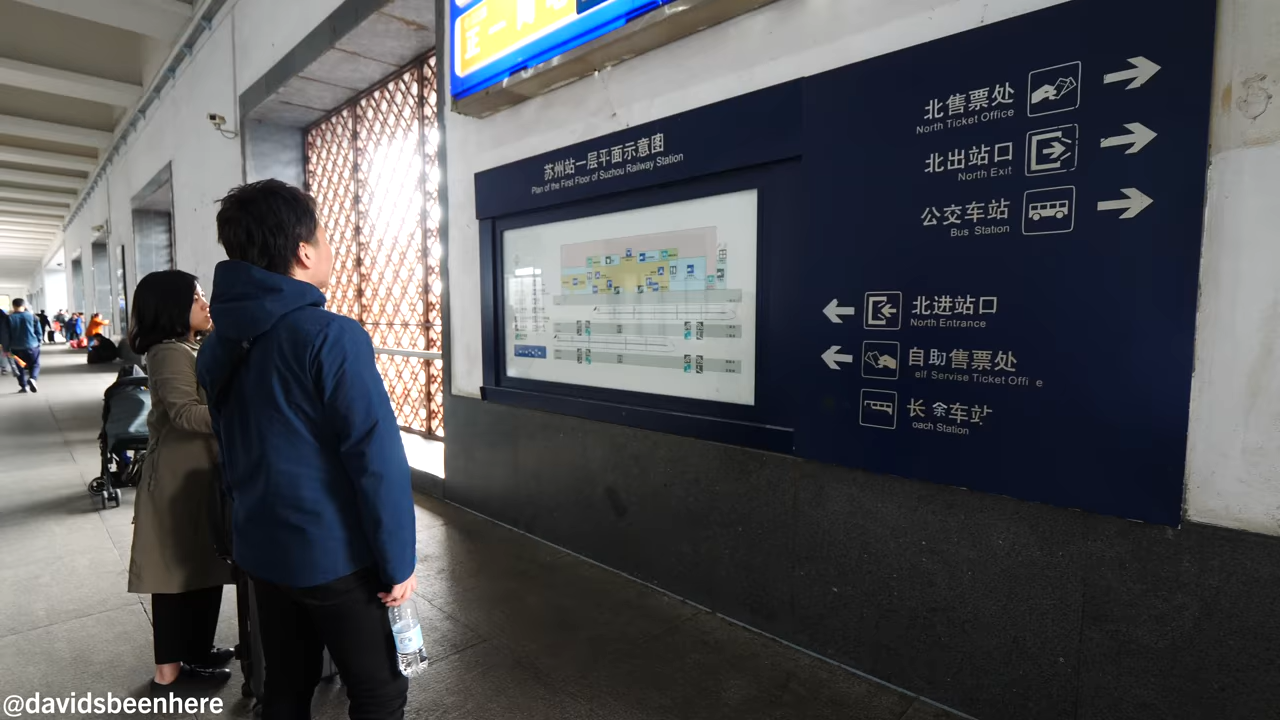 苏州站一层平面示意图
Plan of the First Floor of Suzhou Railway Station
北售票处
North Ticket Office
北出站口
North Exit
公交车站
Bus Station
北进站口
North Entrance
自助售票处
elf Servise Ticket Offi e
长 余车站
oach Station
@davidsbeenhere